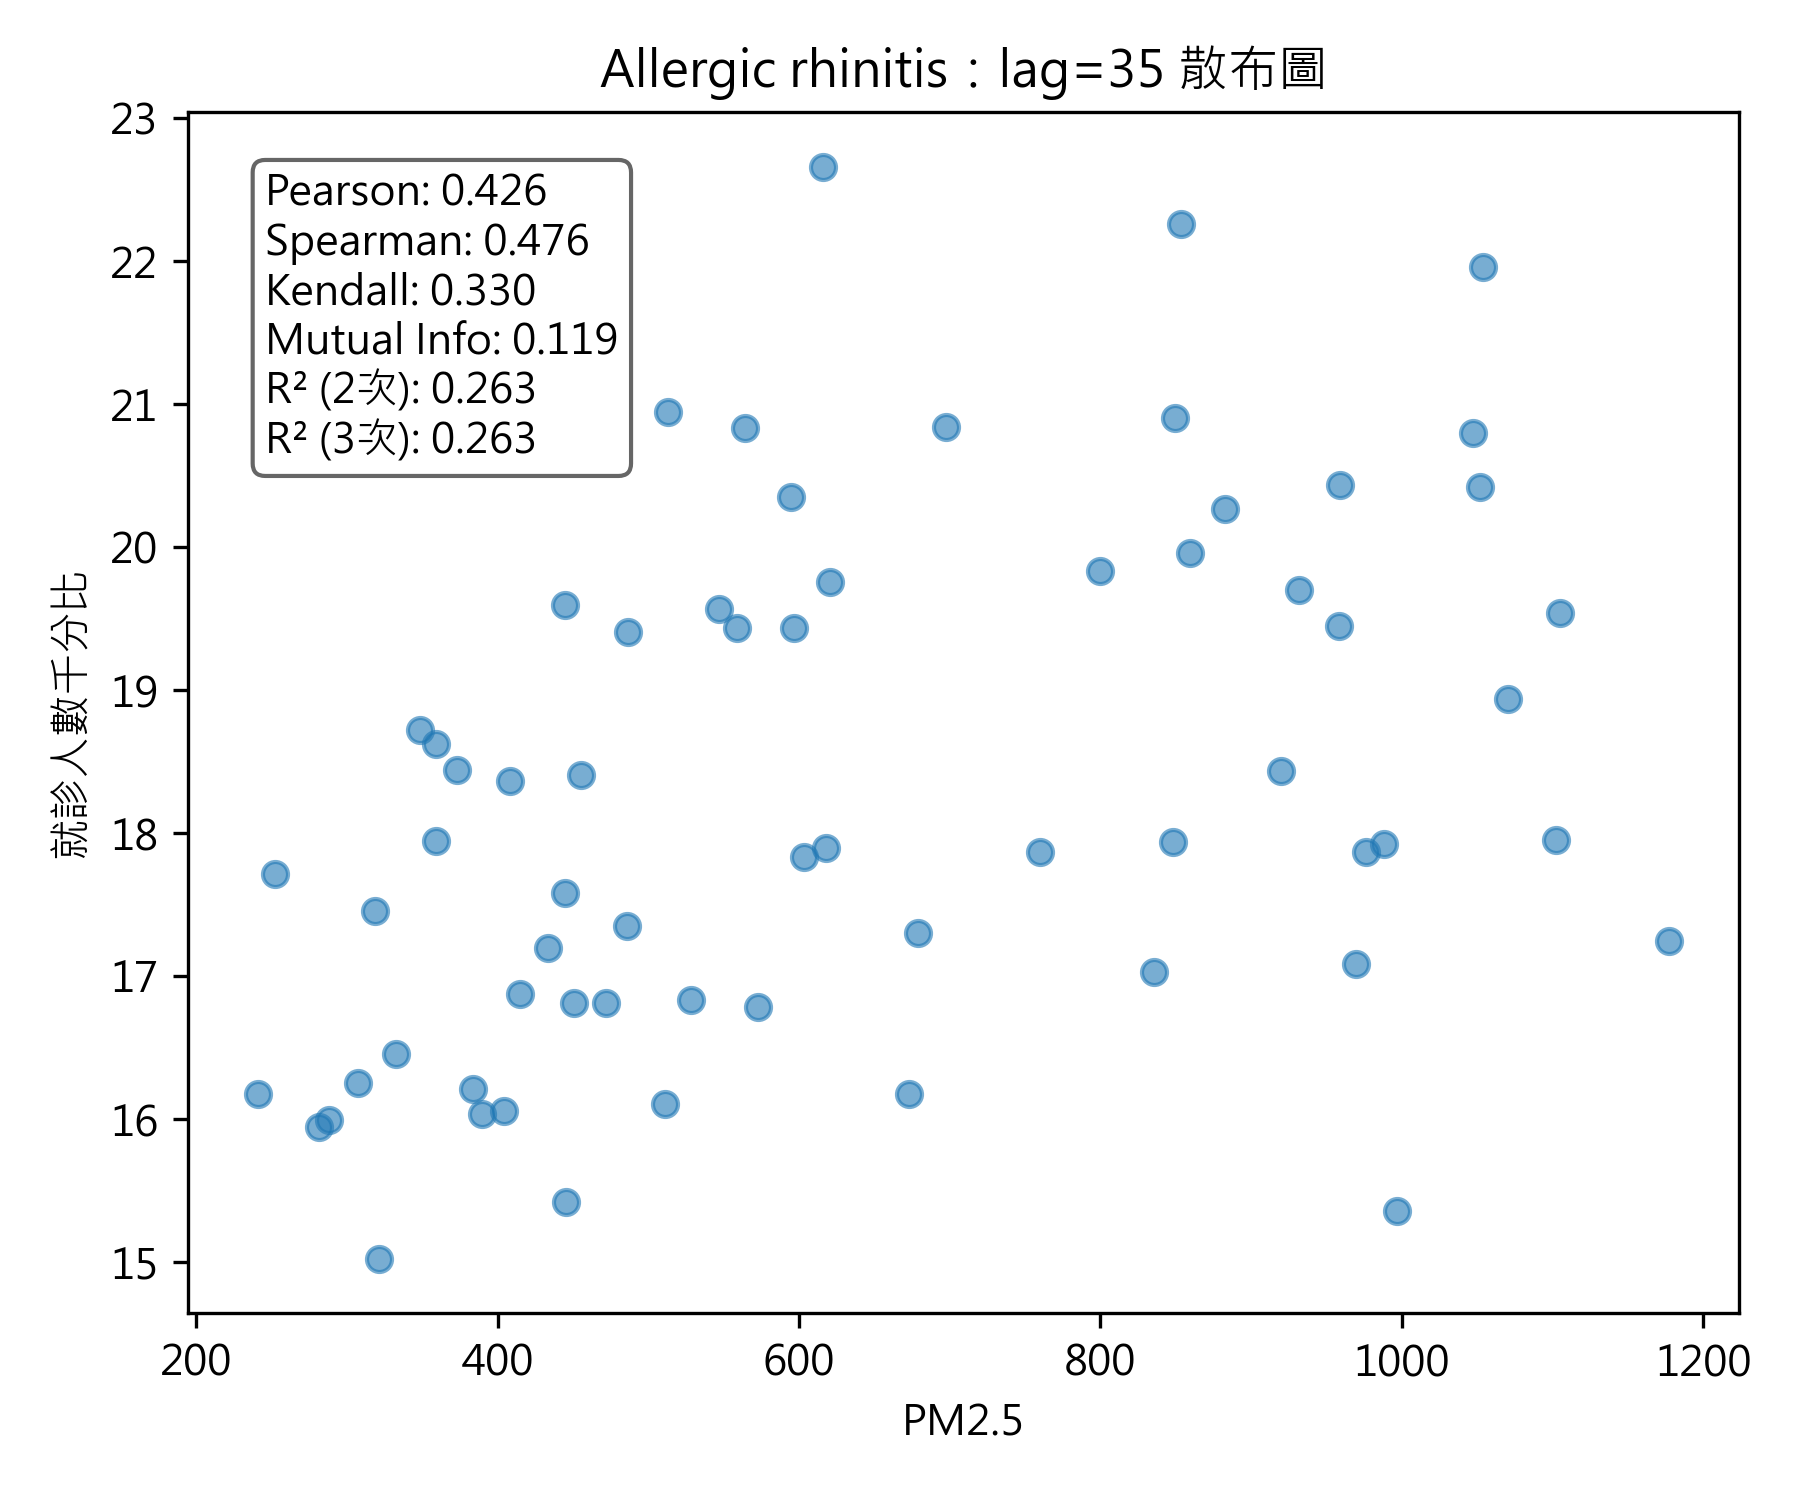 Allergic rhinitis：lag=35 散布圖
23
22
21
20
19
18
17
16
15
就診人數千分比
Pearson: 0.426
Spearman: 0.476
Kendall: 0.330
Mutual Info: 0.119
R² (2次): 0.263
R² (3次): 0.263
200 400 600 800 1000 1200
PM2.5